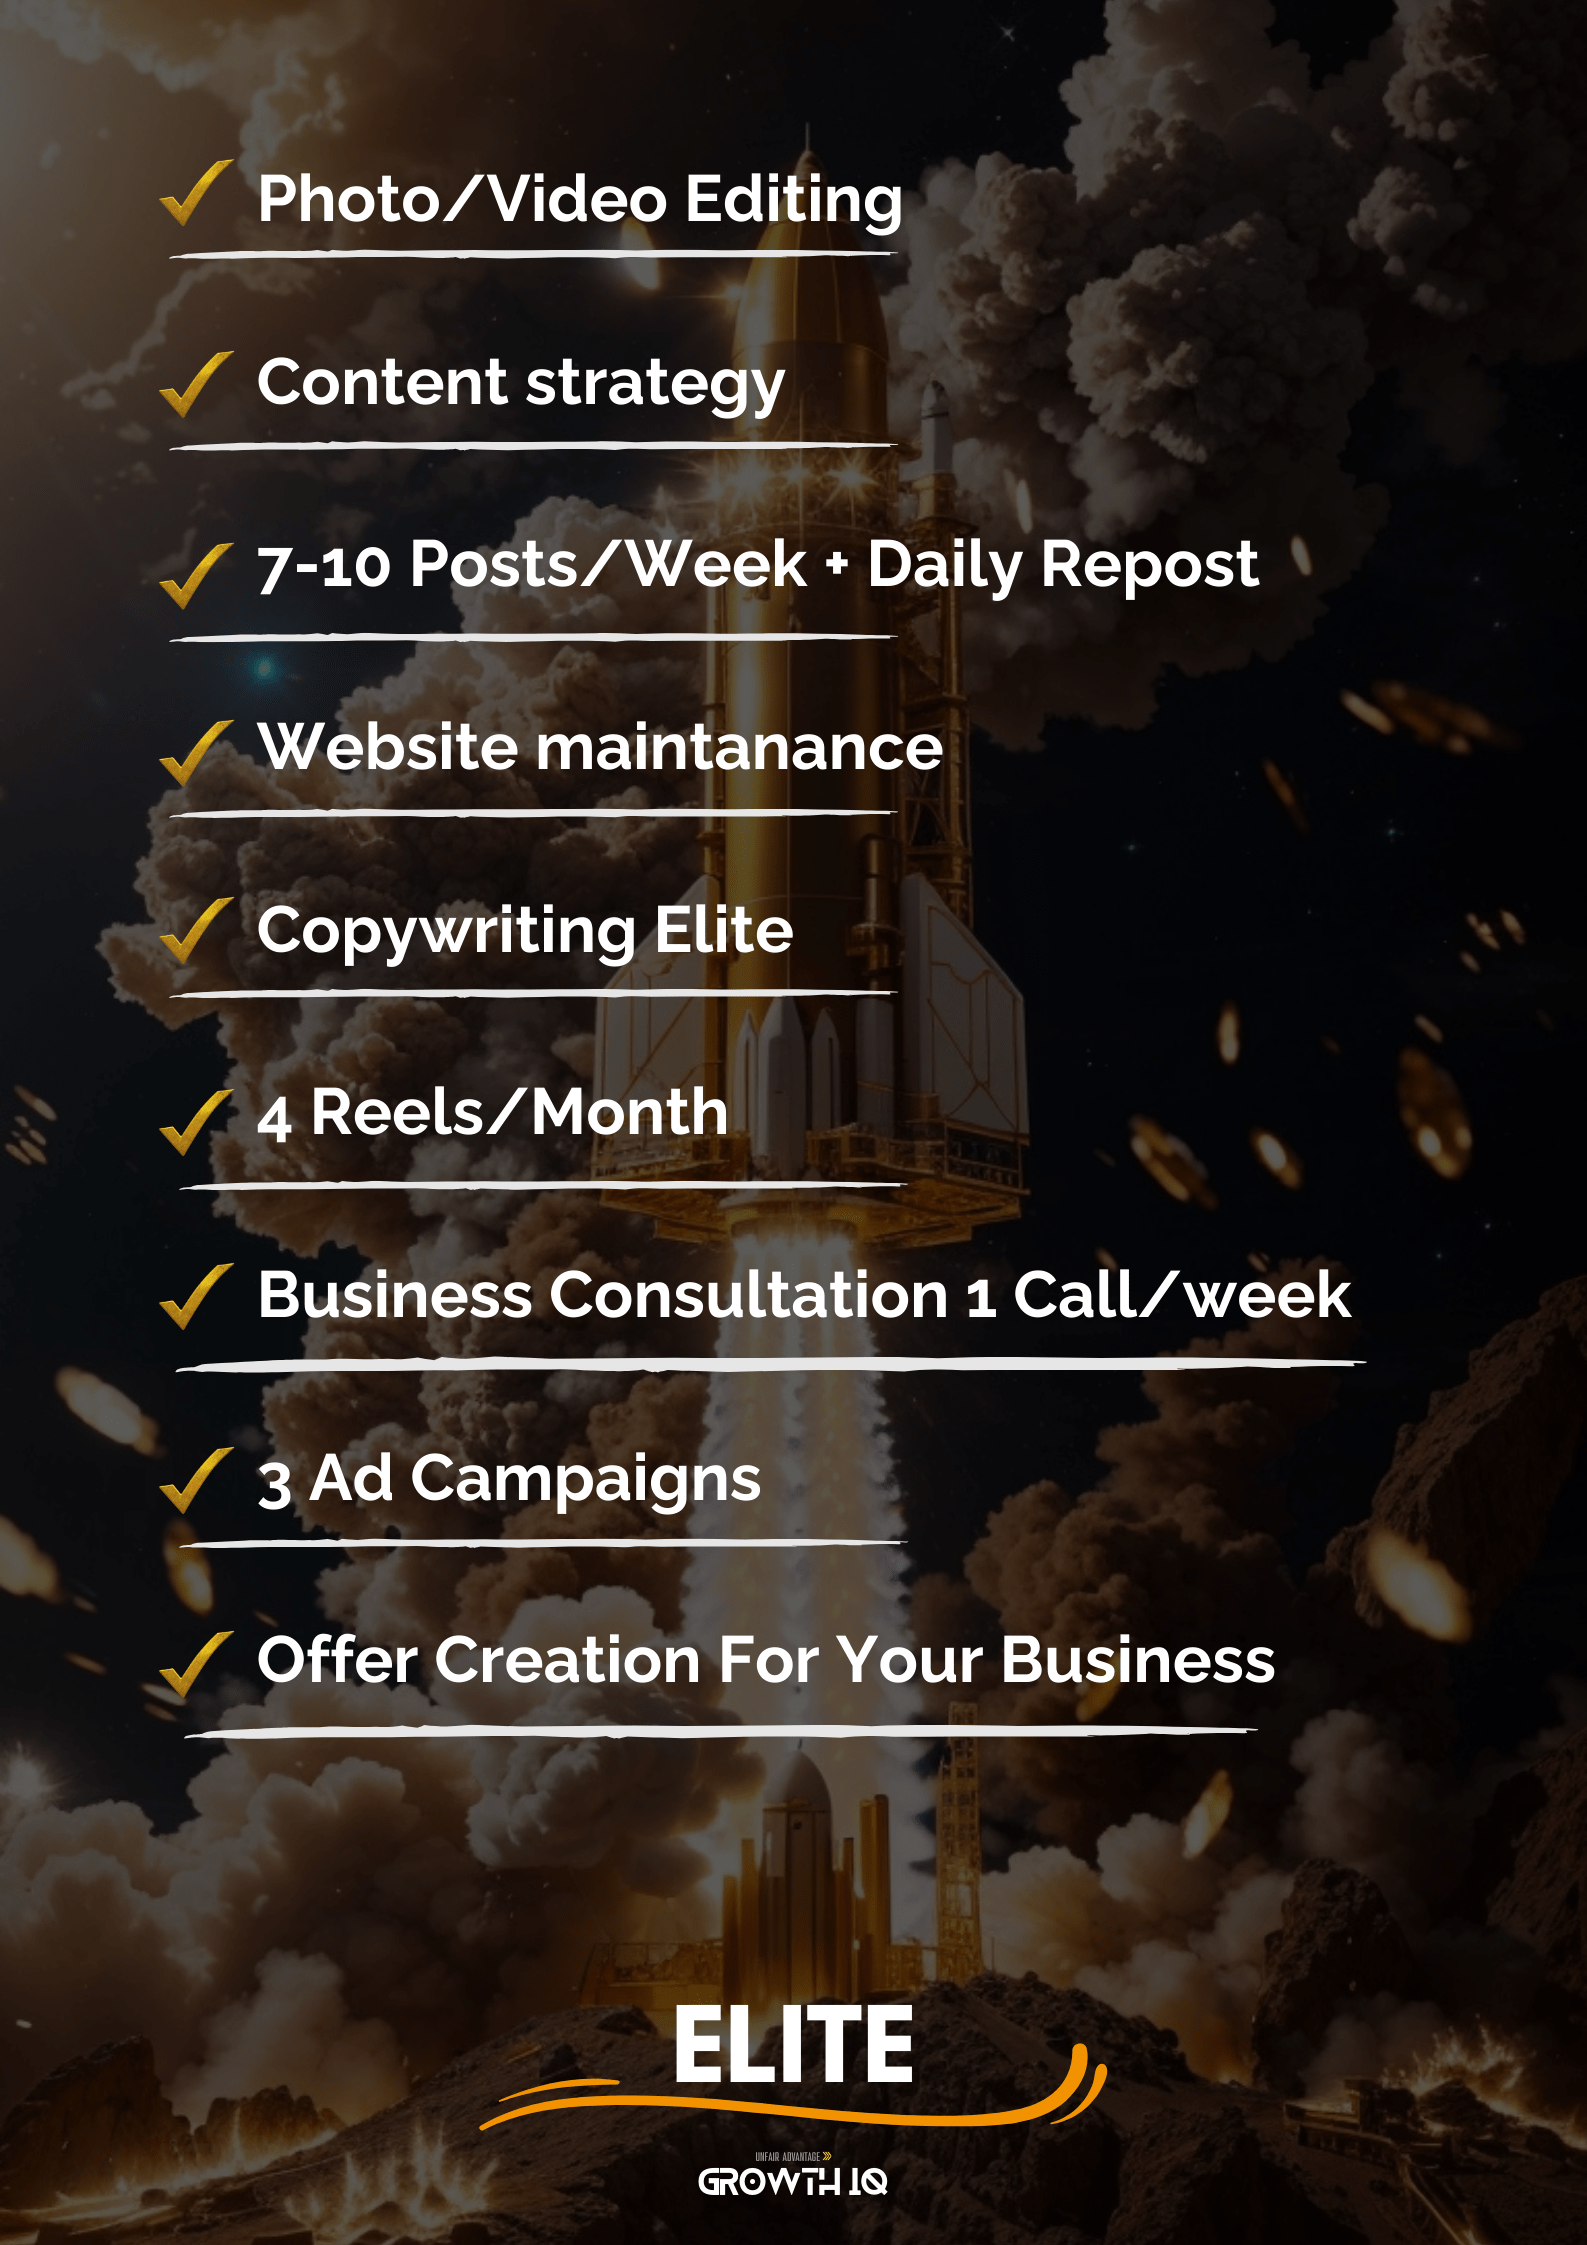 Photo/Video Editing
Content strategy
7-10 Posts/Week + Daily Repost
Website maintanance
Copywriting Elite
4 Reels/Month
Business Consultation 1 Call/week
3 Ad Campaigns
Offer Creation For Your Business
ELITE
UNFAIR ADVANTAGE
GROWTH IQ